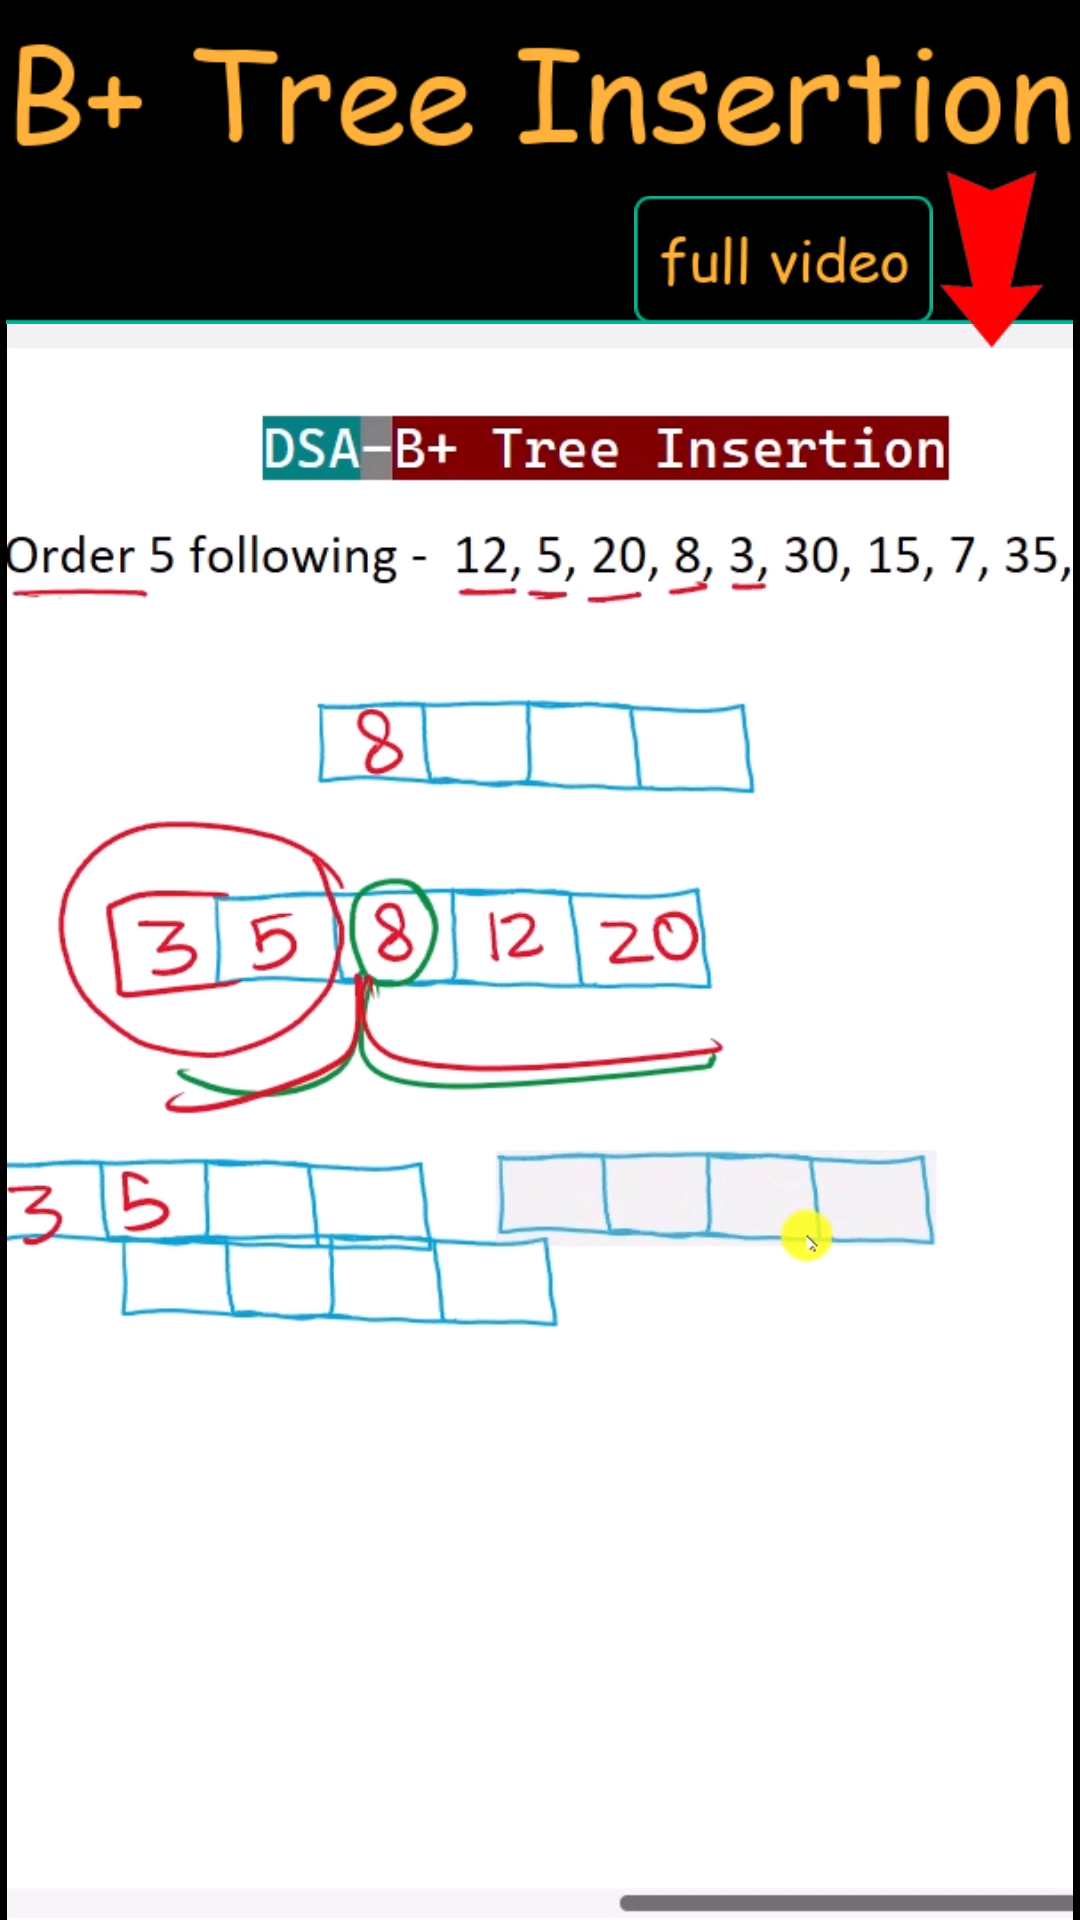 B+ Tree Insertion
full video
DSA-B+ Tree Insertion
Order 5 following - 12, 5, 20, 8, 3, 30, 15, 7, 35,
8
3 5 8 12 20
3 5